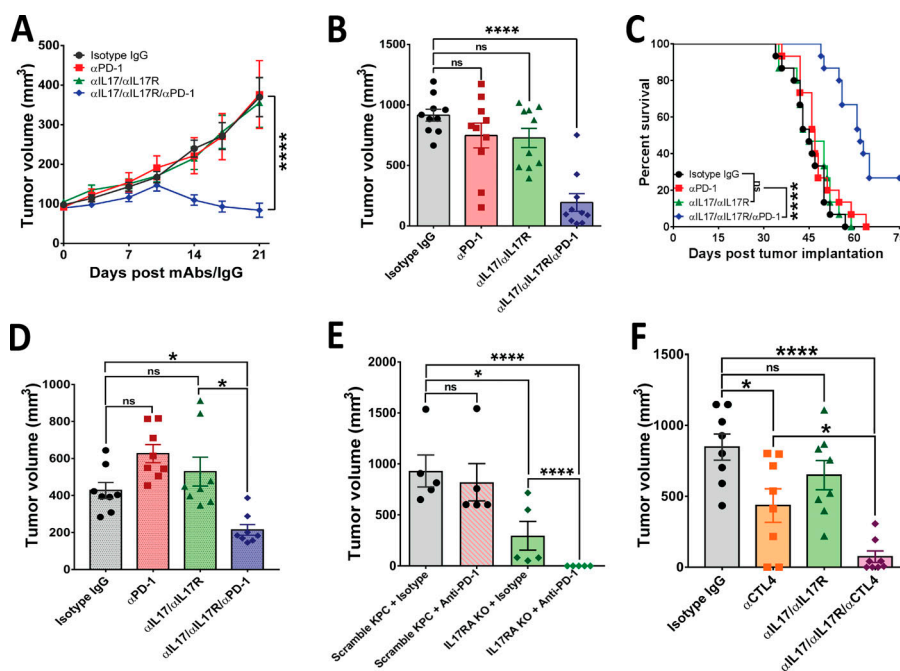 A
Tumor volume (mm³)
400
300
200
100
0
0
7
14
21
Days post mAbs/IgG
Isotype IgG
αPD-1
αIL17/αIL17R
αIL17/αIL17R/αPD-1
****
B
Tumor volume (mm³)
1500
1000
500
0
****
ns
ns
Isotype IgG
αPD-1
αIL17/αIL17R
αIL17/αIL17R/αPD-1
C
Percent survival
100
80
60
40
20
0
0
15
30
45
59
75
Days post tumor implantation
Isotype IgG
αPD-1
αIL17/αIL17R
αIL17/αIL17R/αPD-1
ns
****
D
Tumor volume (mm³)
1000
800
600
400
200
0
*
ns
*
ns
Isotype IgG
αPD-1
αIL17/αIL17R
αIL17/αIL17R/αPD-1
E
Tumor volume (mm³)
2000
1500
1000
500
0
****
*
ns
****
Scramble KPC + Isotype
Scramble KPC + Anti-PD-1
IL17RA KO + Isotype
IL17RA KO + Anti-PD-1
F
Tumor volume (mm³)
1500
1000
500
0
****
ns
*
*
Isotype IgG
αCTL4
αIL17/αIL17R
αIL17/αIL17R/αCTL4